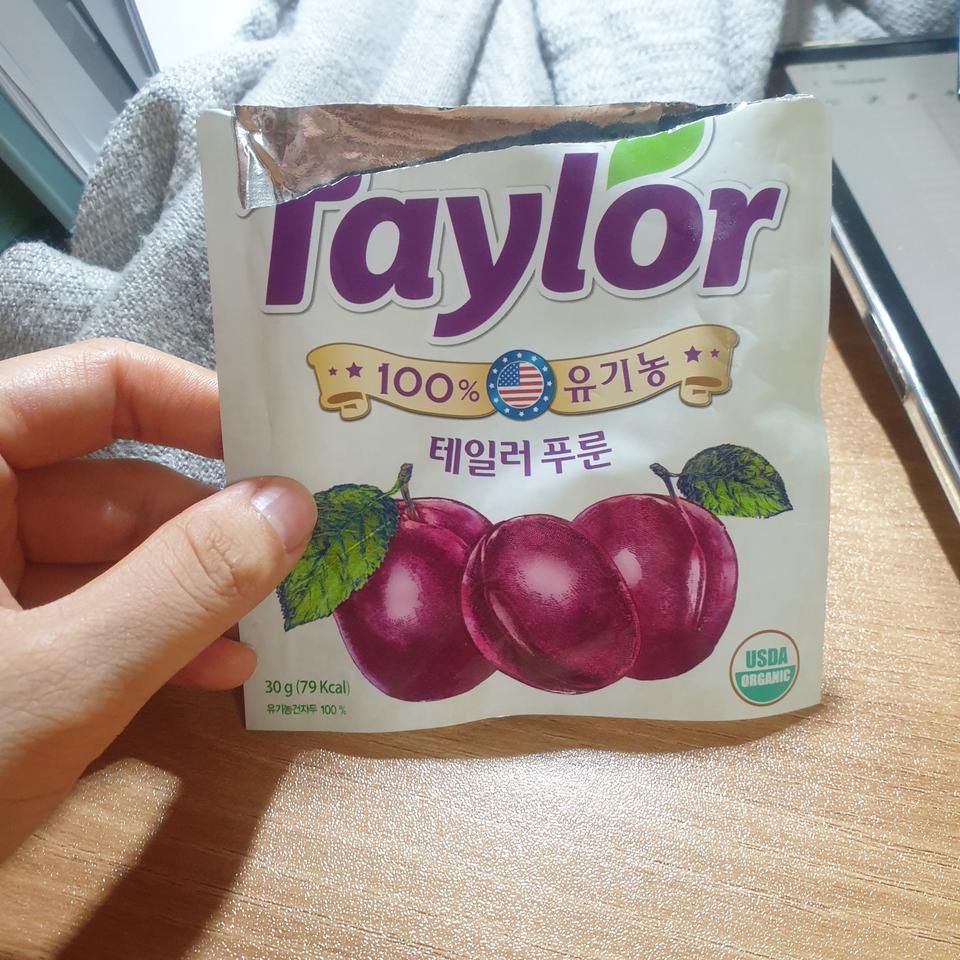 Taylor
100% 유기농
테일러 푸룬
30 g (79 Kcal)
유기농건자두 100 %
USDA
ORGANIC